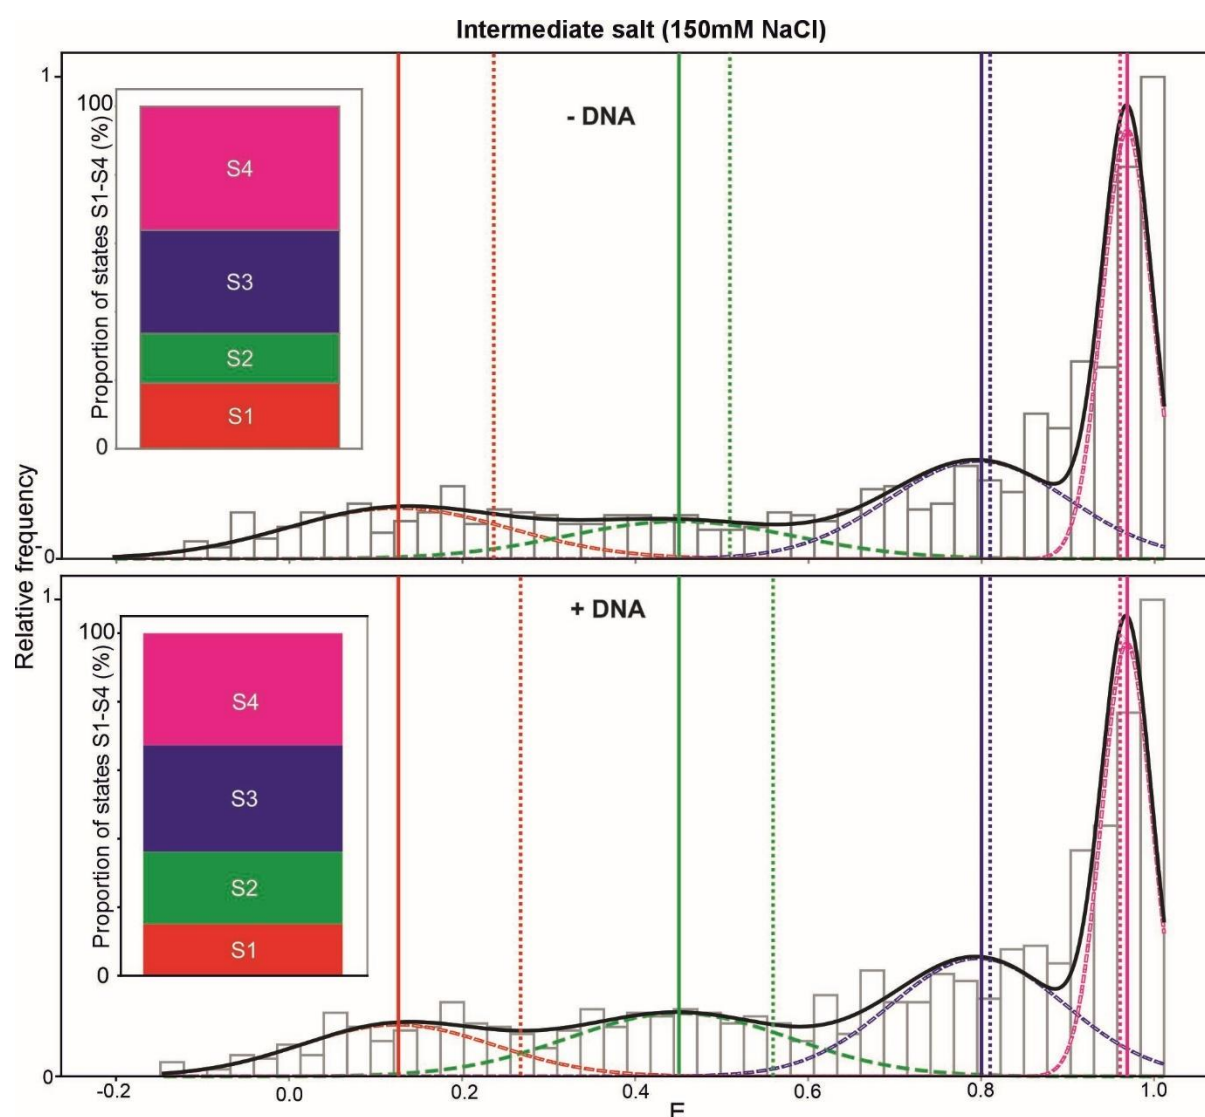 Intermediate salt (150mM NaCl)
1
- DNA
100
Proportion of states S1-S4 (%)
S4
S3
S2
S1
0
-0
Relative frequency
1
+ DNA
100
Proportion of states S1-S4 (%)
S4
S3
S2
S1
0
0
-0.2
0.0
0.2
0.4
0.6
0.8
1.0
E